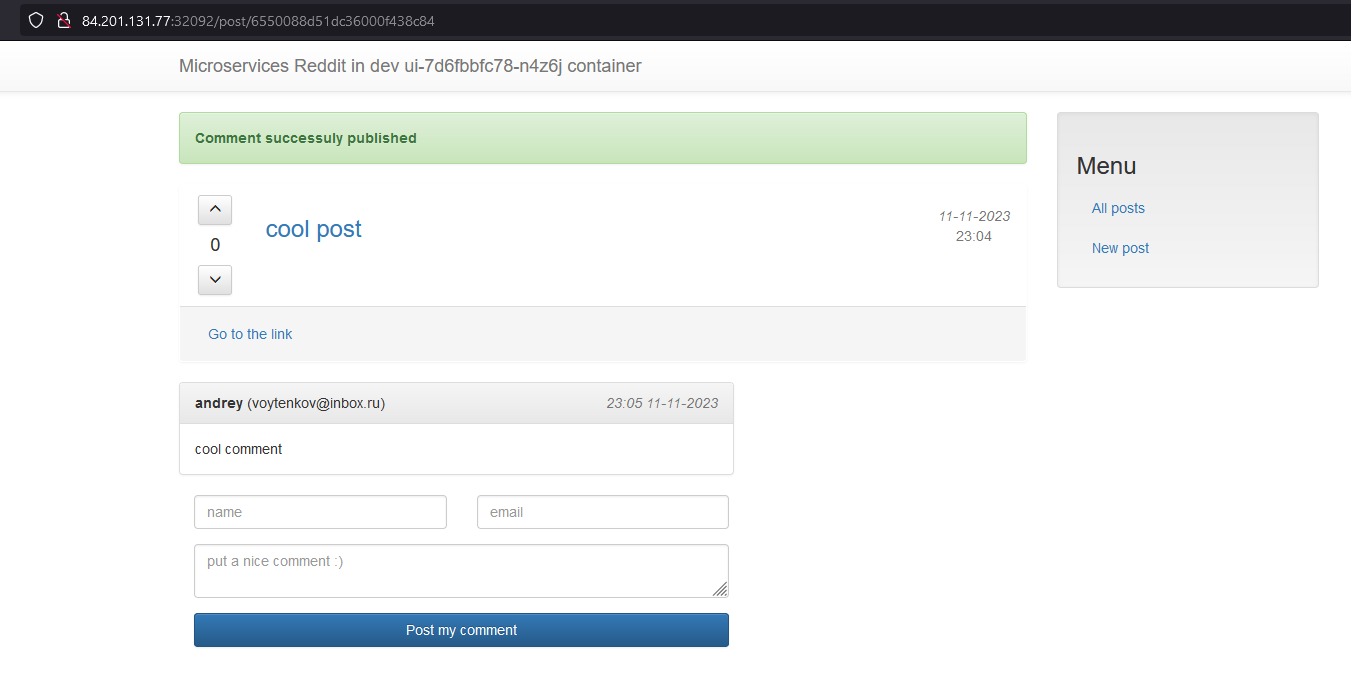 84.201.131.77:32092/post/6550088d51dc36000f438c84
Microservices Reddit in dev ui-7d6fbbfc78-n4z6j container
Comment successuly published
0
cool post
11-11-2023
23:04
Go to the link
Menu
All posts
New post
andrey (voytenkov@inbox.ru)
23:05 11-11-2023
cool comment
name
email
put a nice comment :)
Post my comment